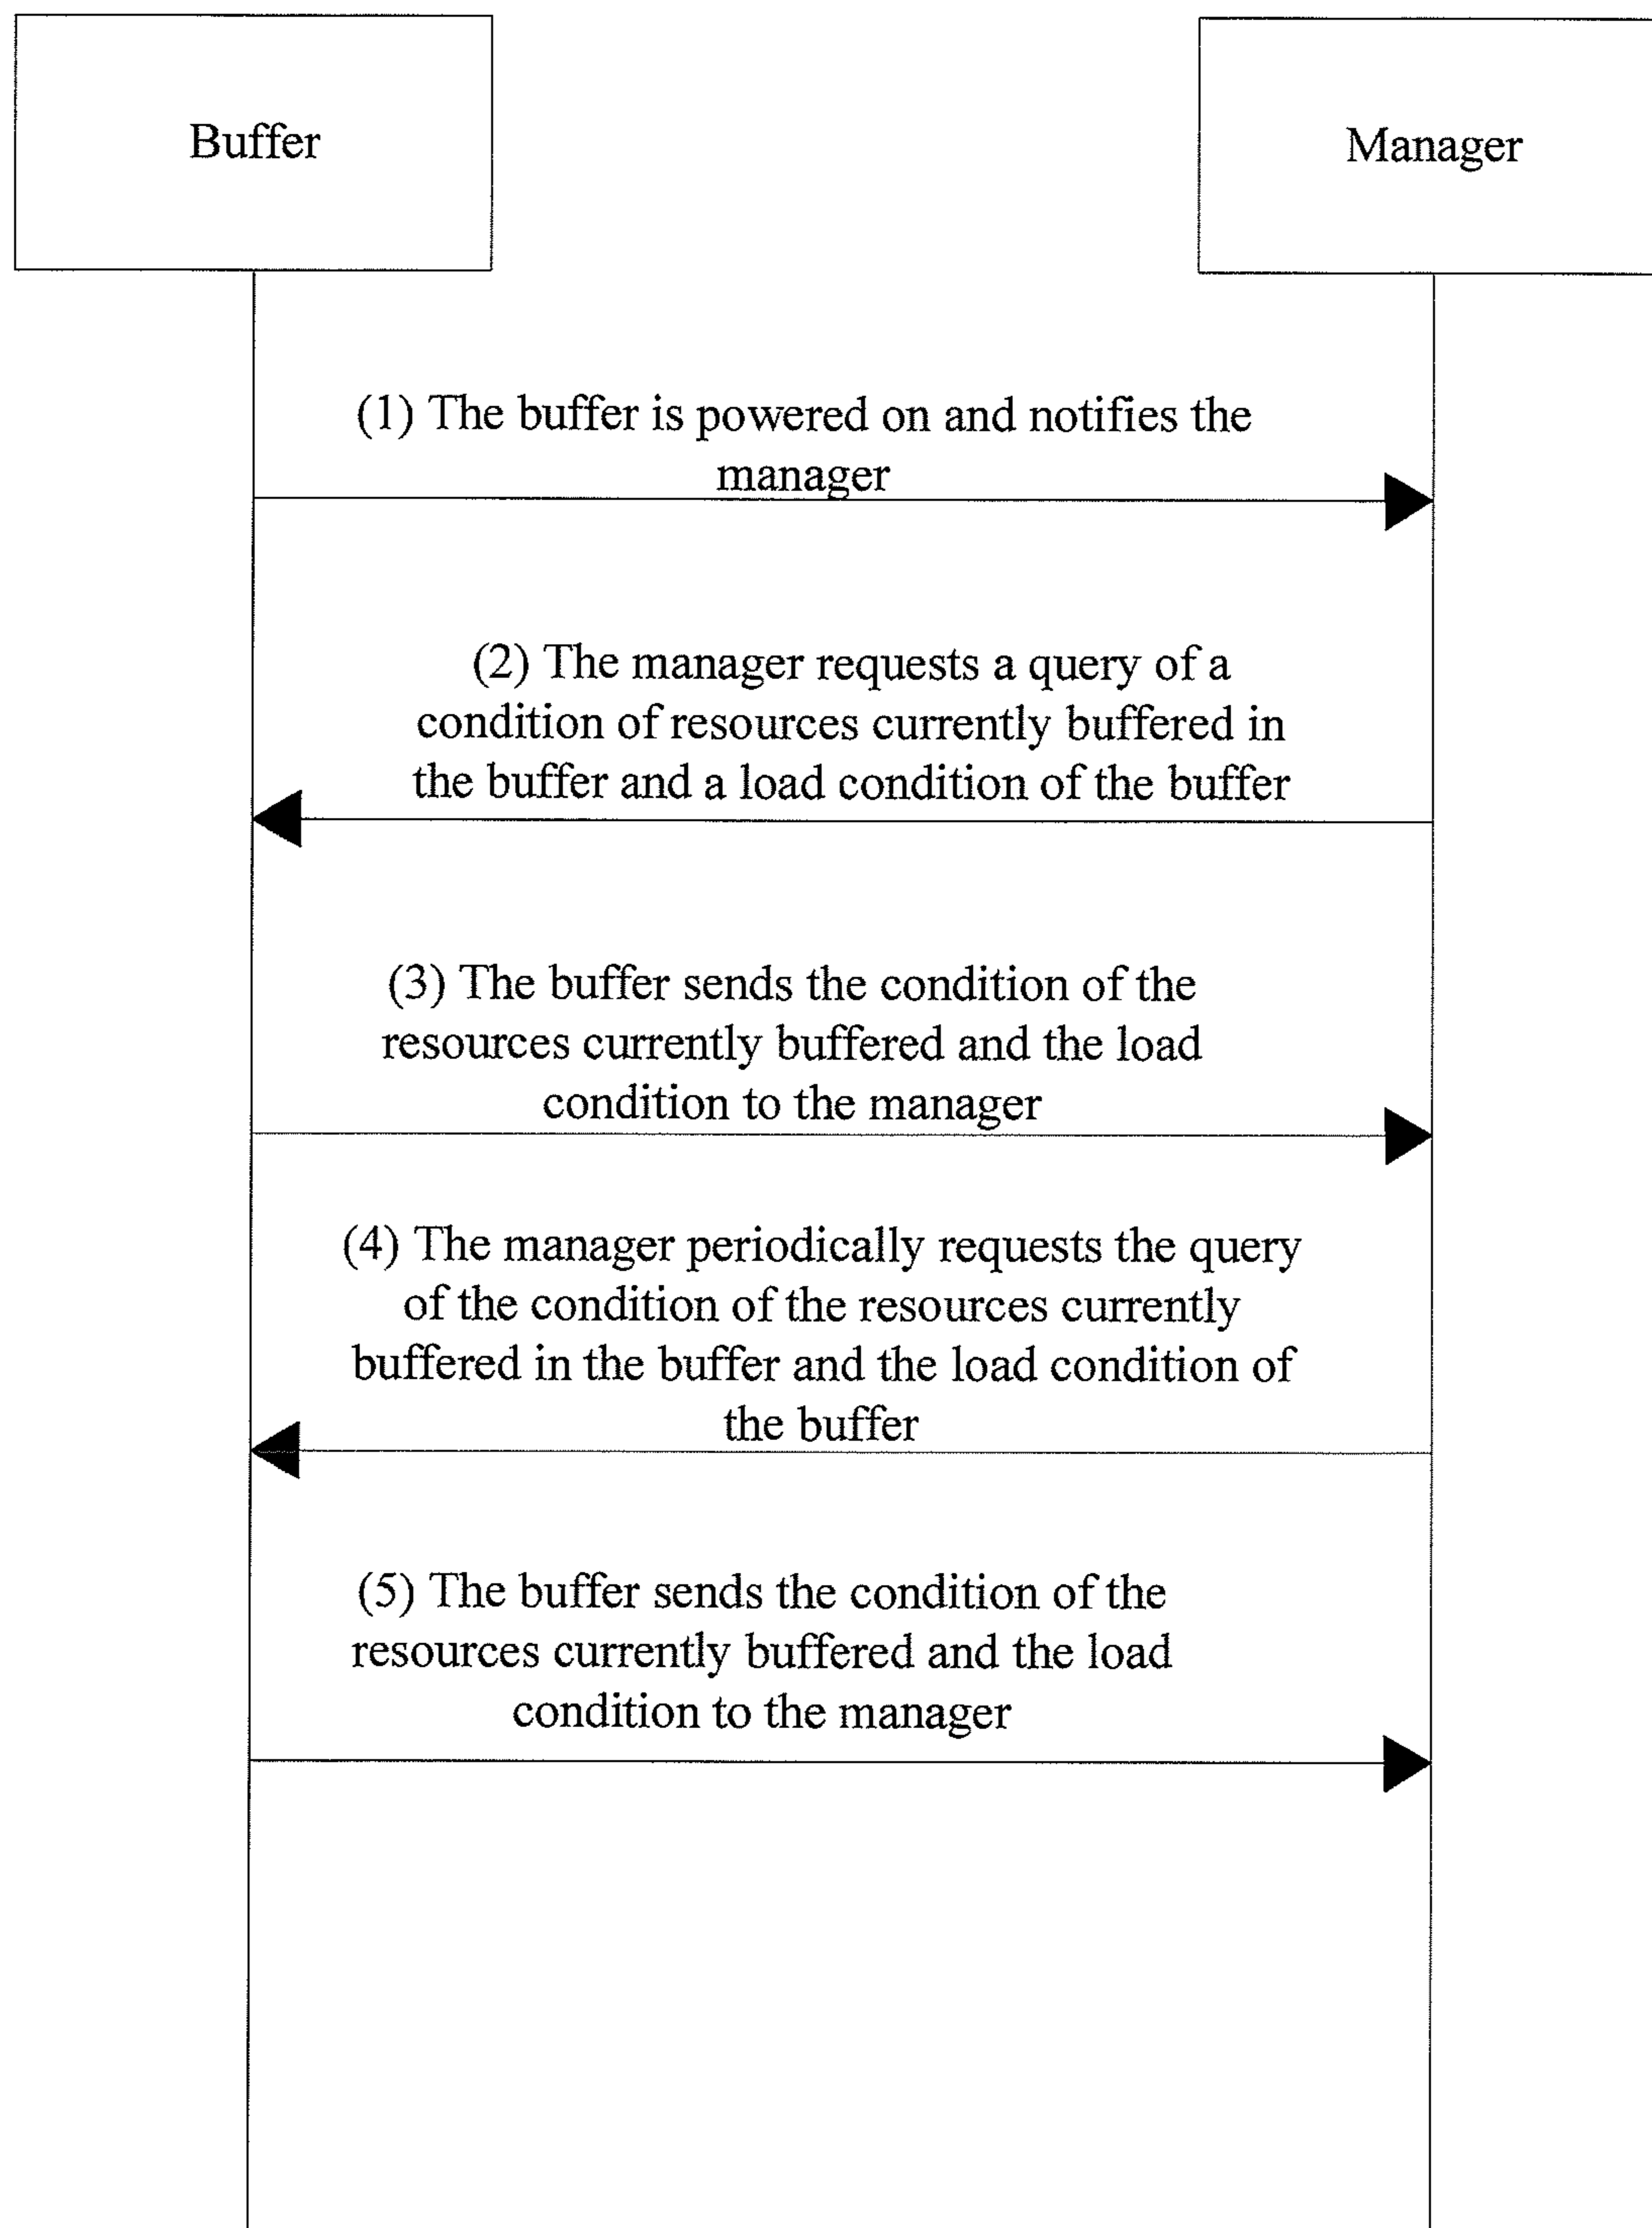 Buffer
Manager
(1) The buffer is powered on and notifies the
manager
(2) The manager requests a query of a
condition of resources currently buffered in
the buffer and a load condition of the buffer
(3) The buffer sends the condition of the
resources currently buffered and the load
condition to the manager
(4) The manager periodically requests the query
of the condition of the resources currently
buffered in the buffer and the load condition of
the buffer
(5) The buffer sends the condition of the
resources currently buffered and the load
condition to the manager